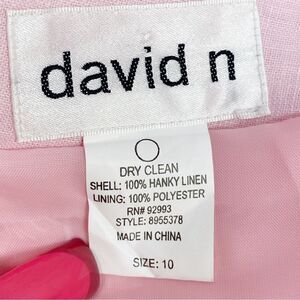 david n
DRY CLEAN
SHELL: 100% HANKY LINEN
LINING: 100% POLYESTER
RN# 92993
STYLE: 8955378
MADE IN CHINA
SIZE: 10